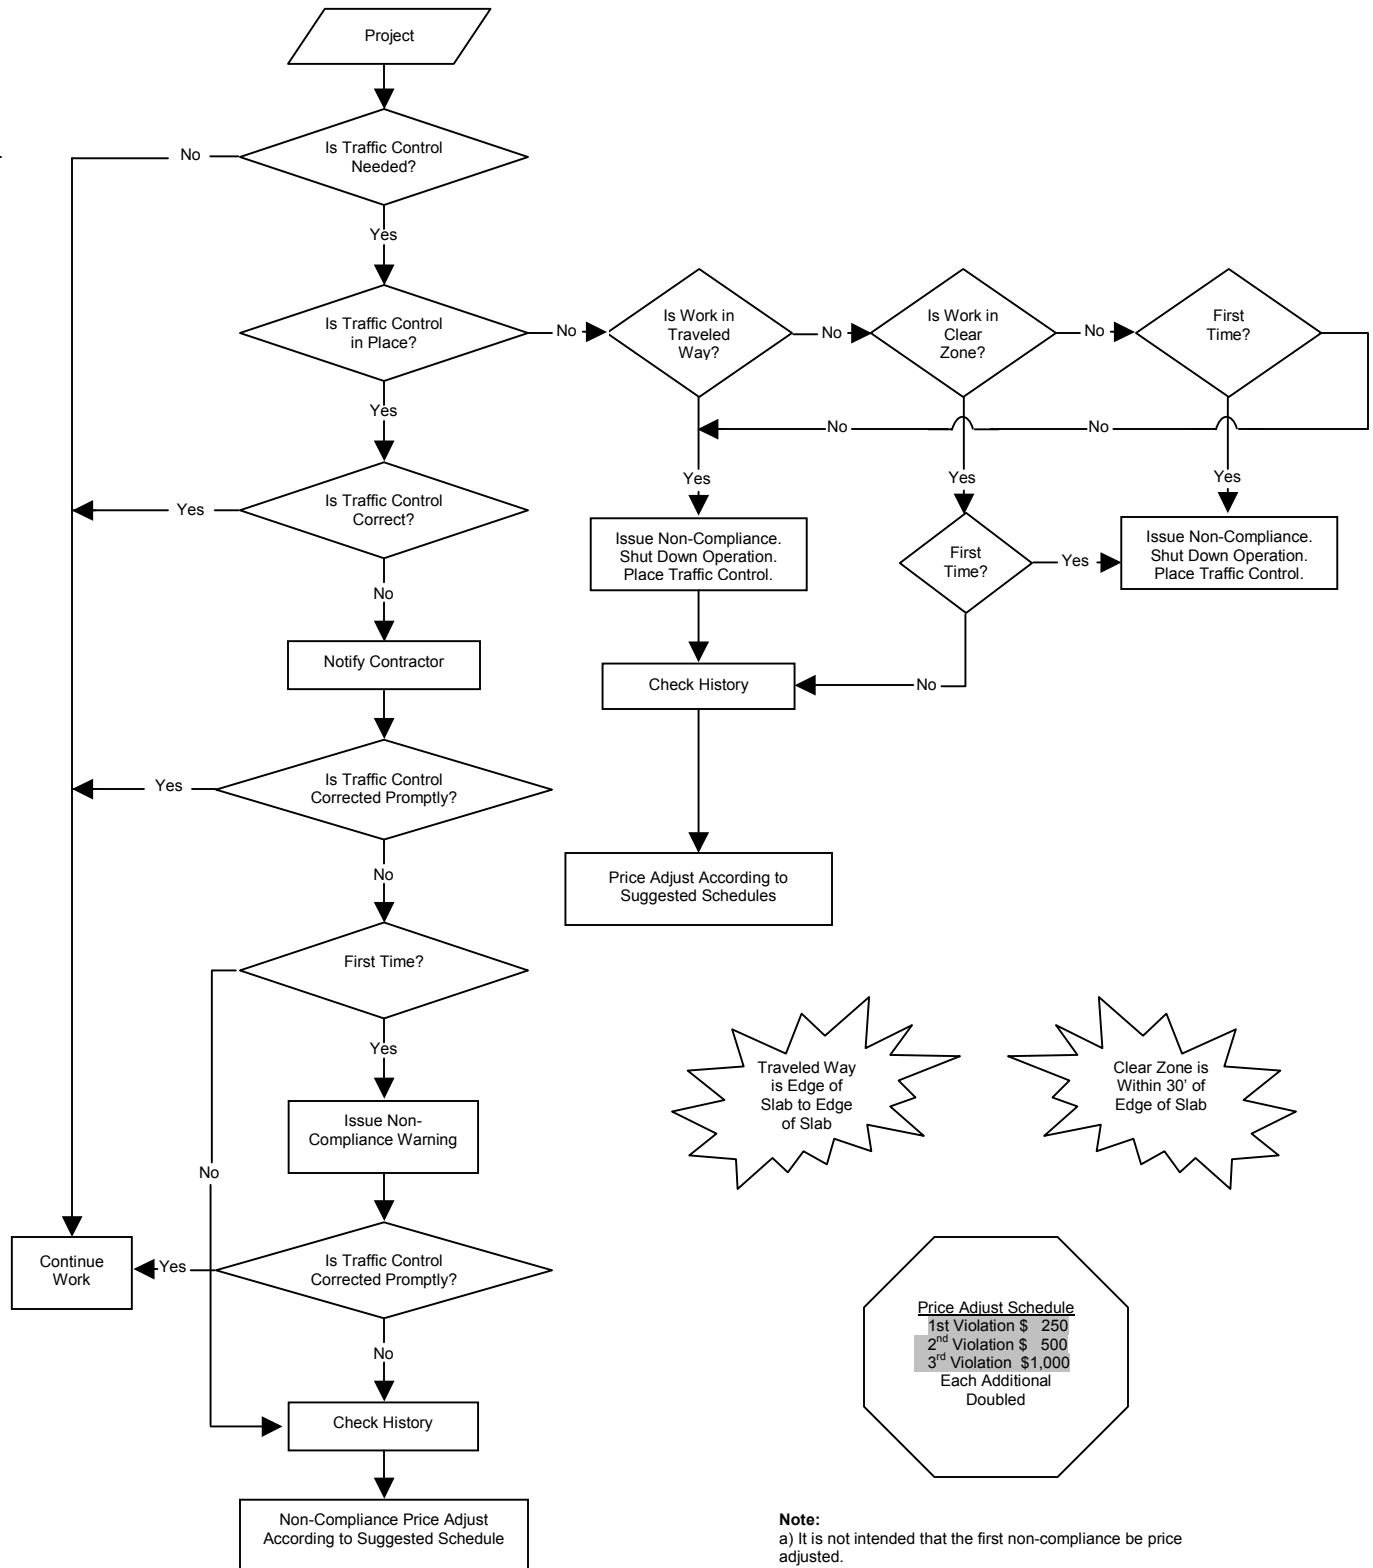 Project
Is Traffic Control
Needed?
No
Yes
Is Traffic Control
in Place?
No
Is Work in
Traveled
Way?
No
Is Work in
Clear
Zone?
No
First
Time?
Yes
No
No
Yes
Yes
Yes
Is Traffic Control
Correct?
Yes
Issue Non-Compliance.
Shut Down Operation.
Place Traffic Control.
First
Time?
Yes
Issue Non-Compliance.
Shut Down Operation.
Place Traffic Control.
No
Notify Contractor
Check History
No
Is Traffic Control
Corrected Promptly?
Yes
No
Price Adjust According to
Suggested Schedules
First Time?
Yes
Issue Non-
Compliance Warning
No
Traveled Way
is Edge of
Slab to Edge
of Slab
Clear Zone is
Within 30' of
Edge of Slab
Continue
Work
Yes
Is Traffic Control
Corrected Promptly?
No
Check History
Non-Compliance Price Adjust
According to Suggested Schedule
Price Adjust Schedule
1st Violation $ 250
2nd Violation $ 500
3rd Violation $1,000
Each Additional
Doubled
Note:
a) It is not intended that the first non-compliance be price
adjusted.